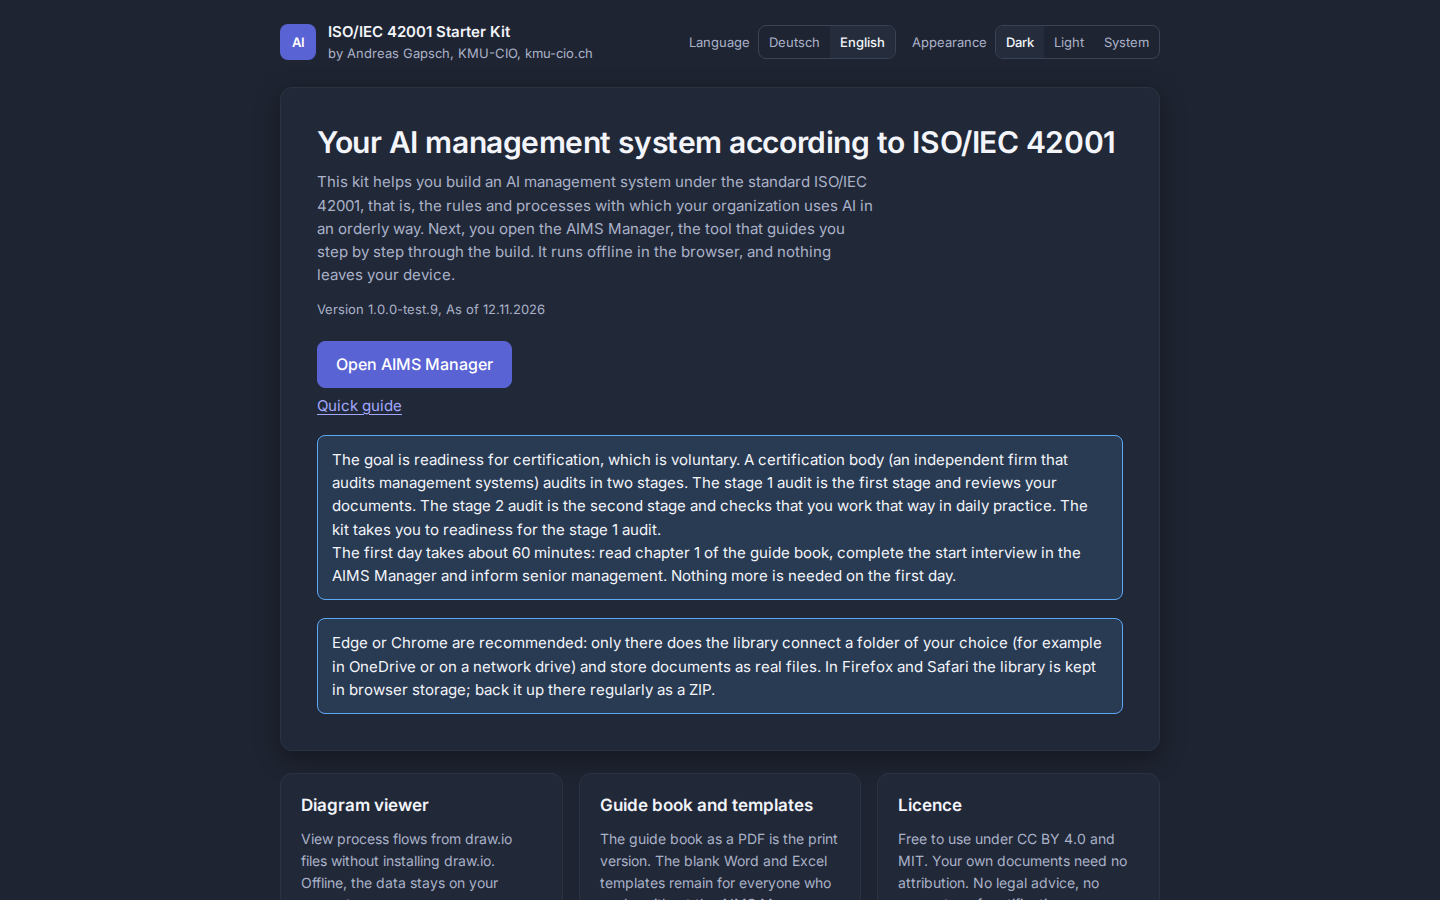 AI
ISO/IEC 42001 Starter Kit
by Andreas Gapsch, KMU-CIO, kmu-cio.ch
Language Deutsch English Appearance Dark Light System
Your AI management system according to ISO/IEC 42001
This kit helps you build an AI management system under the standard ISO/IEC
42001, that is, the rules and processes with which your organization uses AI in
an orderly way. Next, you open the AIMS Manager, the tool that guides you
step by step through the build. It runs offline in the browser, and nothing
leaves your device.
Version 1.0.0-test.9, As of 12.11.2026
Open AIMS Manager
Quick guide
The goal is readiness for certification, which is voluntary. A certification body (an independent firm that
audits management systems) audits in two stages. The stage 1 audit is the first stage and reviews your
documents. The stage 2 audit is the second stage and checks that you work that way in daily practice. The
kit takes you to readiness for the stage 1 audit.
The first day takes about 60 minutes: read chapter 1 of the guide book, complete the start interview in the
AIMS Manager and inform senior management. Nothing more is needed on the first day.
Edge or Chrome are recommended: only there does the library connect a folder of your choice (for example
in OneDrive or on a network drive) and store documents as real files. In Firefox and Safari the library is kept
in browser storage; back it up there regularly as a ZIP.
Diagram viewer
View process flows from draw.io
files without installing draw.io.
Offline, the data stays on your
Guide book and templates
The guide book as a PDF is the print
version. The blank Word and Excel
templates remain for everyone who
Licence
Free to use under CC BY 4.0 and
MIT. Your own documents need no
attribution. No legal advice, no